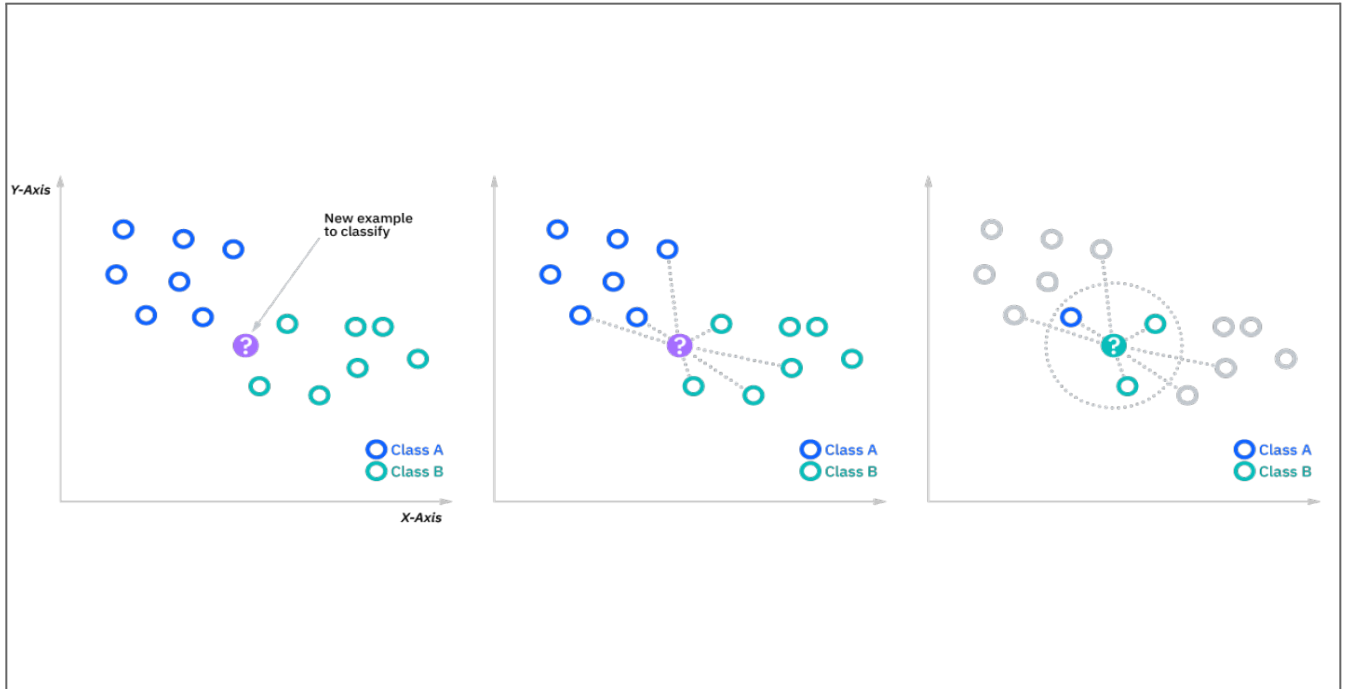 Y-Axis
New example
to classify
?
Class A
Class B
X-Axis
?
Class A
Class B
?
Class A
Class B